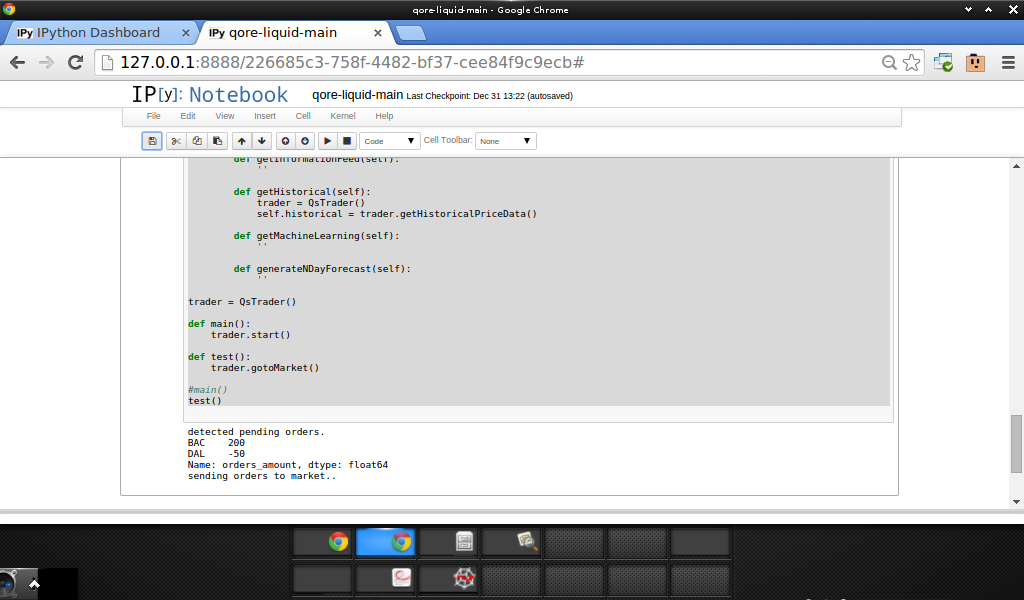 qore-liquid-main - Google Chrome
IPy IPython Dashboard
IPy qore-liquid-main
127.0.0.1:8888/226685c3-758f-4482-bf37-cee84f9c9ecb#
IP[y]: Notebook qore-liquid-main Last Checkpoint: Dec 31 13:22 (autosaved)
File Edit View Insert Cell Kernel Help
Code Cell Toolbar: None
def getInformationFeed(self):
''
def getHistorical(self):
trader = QsTrader()
self.historical = trader.getHistoricalPriceData()
def getMachineLearning(self):
''
def generateNDayForecast(self):
''
trader = QsTrader()
def main():
trader.start()
def test():
trader.gotoMarket()
#main()
test()
detected pending orders.
BAC 200
DAL -50
Name: orders_amount, dtype: float64
sending orders to market..